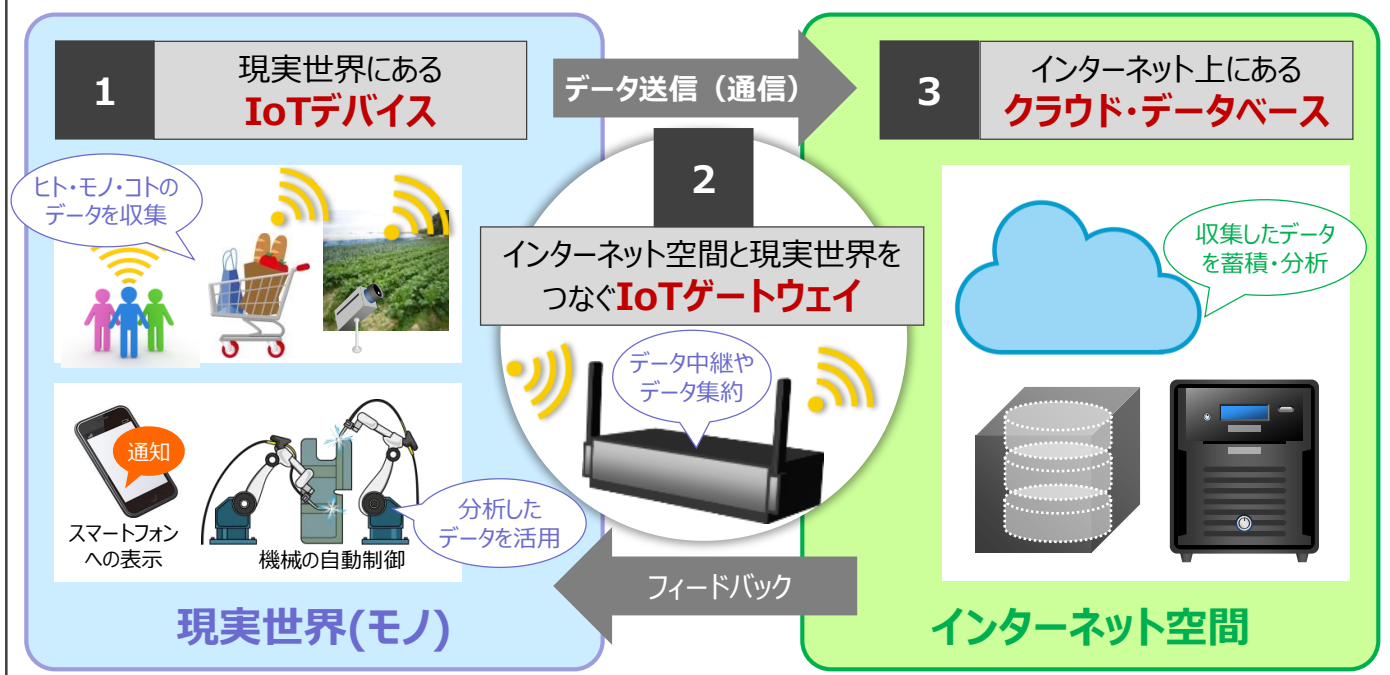 1
現実世界にある
IoTデバイス
データ送信（通信）
3
インターネット上にある
クラウド・データベース
ヒト・モノ・コトの
データを収集
2
インターネット空間と現実世界を
つなぐIoTゲートウェイ
収集したデータ
を蓄積・分析
データ中継や
データ集約
通知
スマートフォン
への表示
機械の自動制御
分析した
データを活用
フィードバック
現実世界(モノ)
インターネット空間